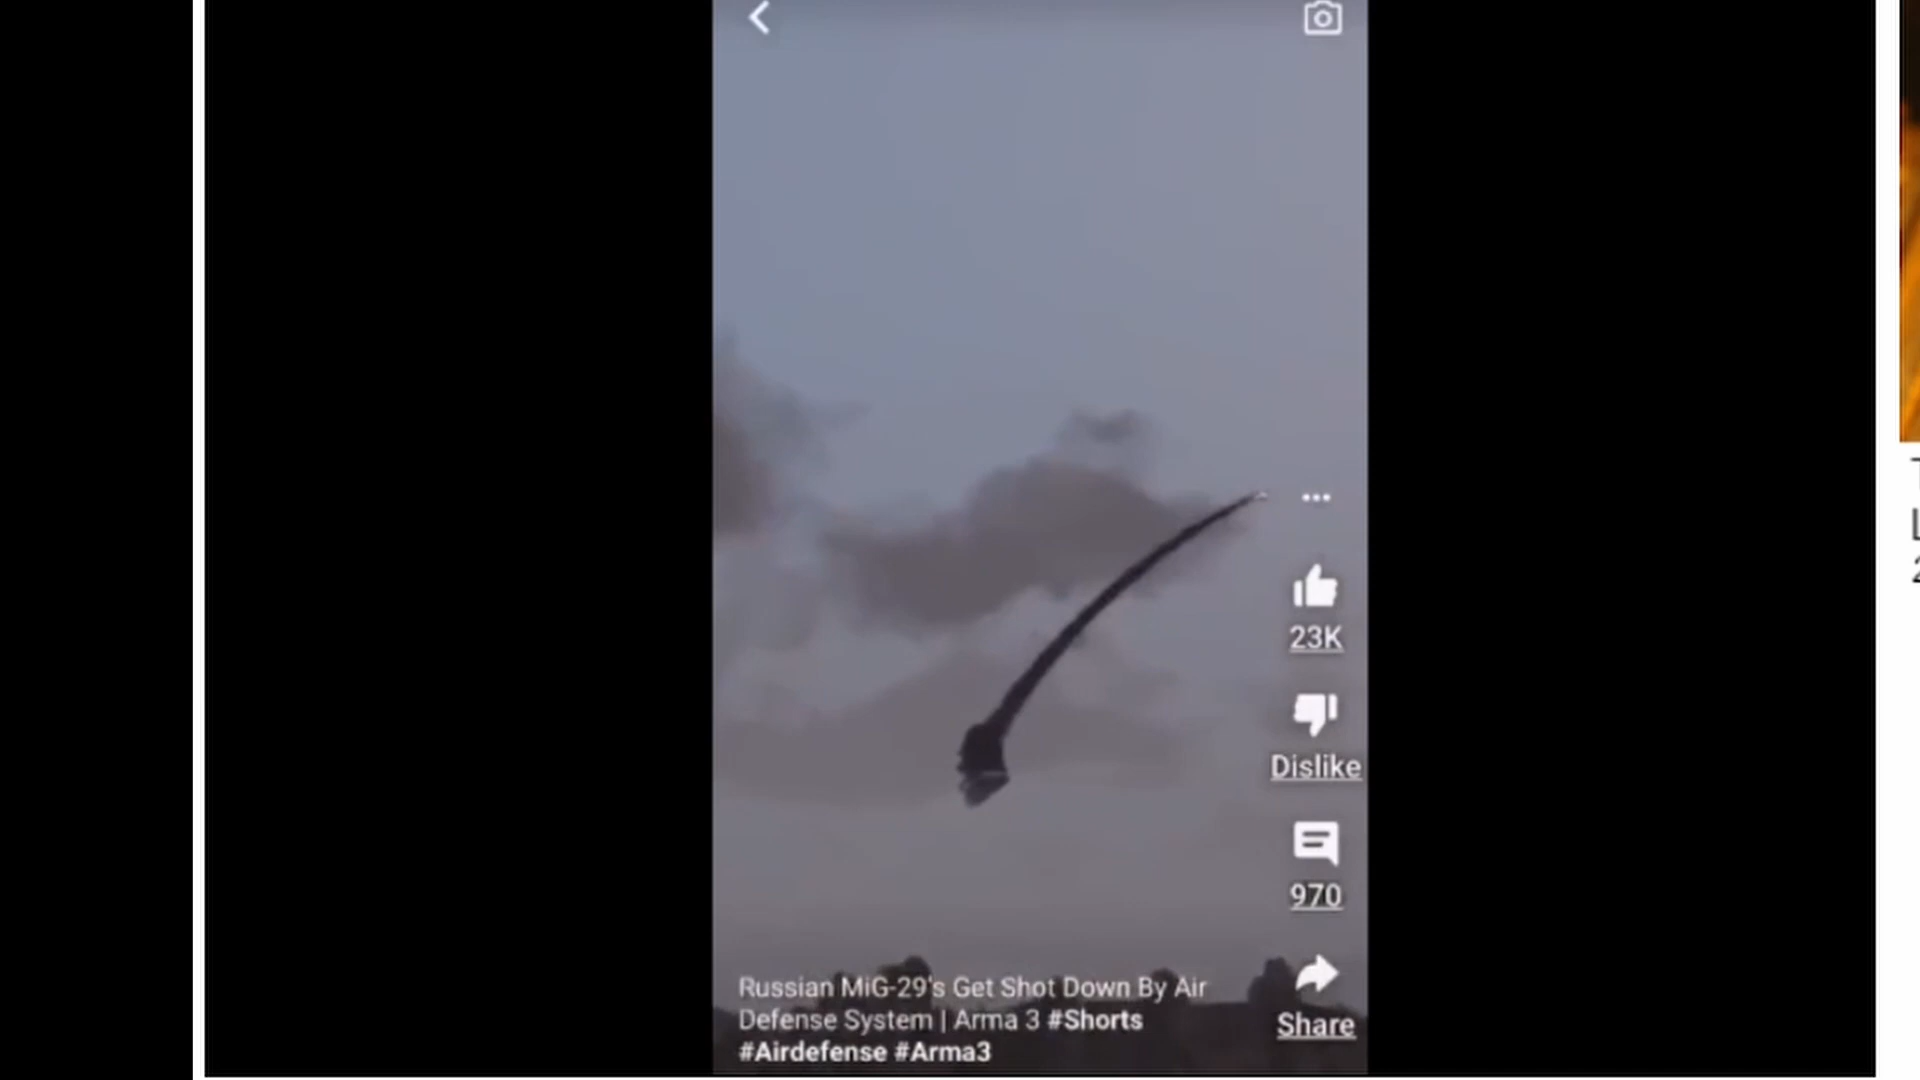 23K
Dislike
970
Share
Russian MiG-29's Get Shot Down By Air
Defense System | Arma 3 #Shorts
#Airdefense #Arma3